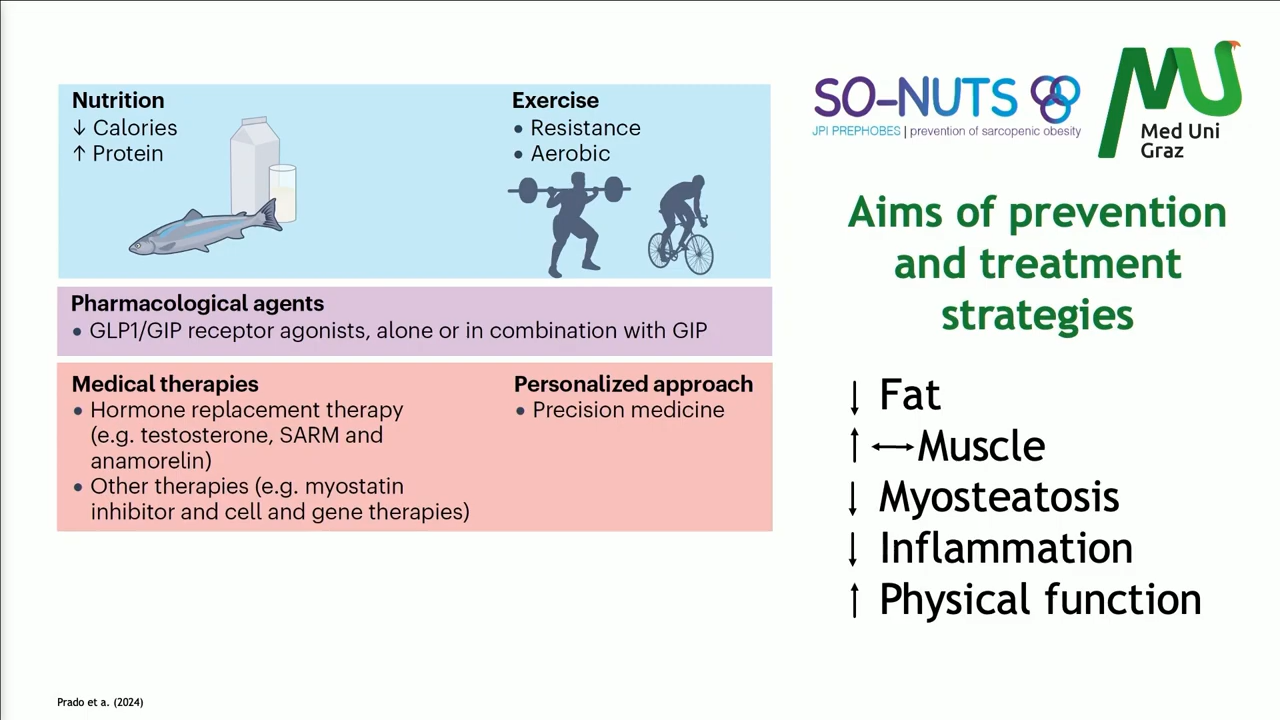 Nutrition
↓ Calories
↑ Protein
Exercise
• Resistance
• Aerobic
Pharmacological agents
• GLP1/GIP receptor agonists, alone or in combination with GIP
Medical therapies
• Hormone replacement therapy
(e.g. testosterone, SARM and
anamorelin)
• Other therapies (e.g. myostatin
inhibitor and cell and gene therapies)
Personalized approach
• Precision medicine
SO-NUTS
JPI PREPHOBES | prevention of sarcopenic obesity
MU
Med Uni
Graz
Aims of prevention
and treatment
strategies
↓ Fat
↑ ↔Muscle
↓ Myosteatosis
↓ Inflammation
↑ Physical function
Prado et a. (2024)